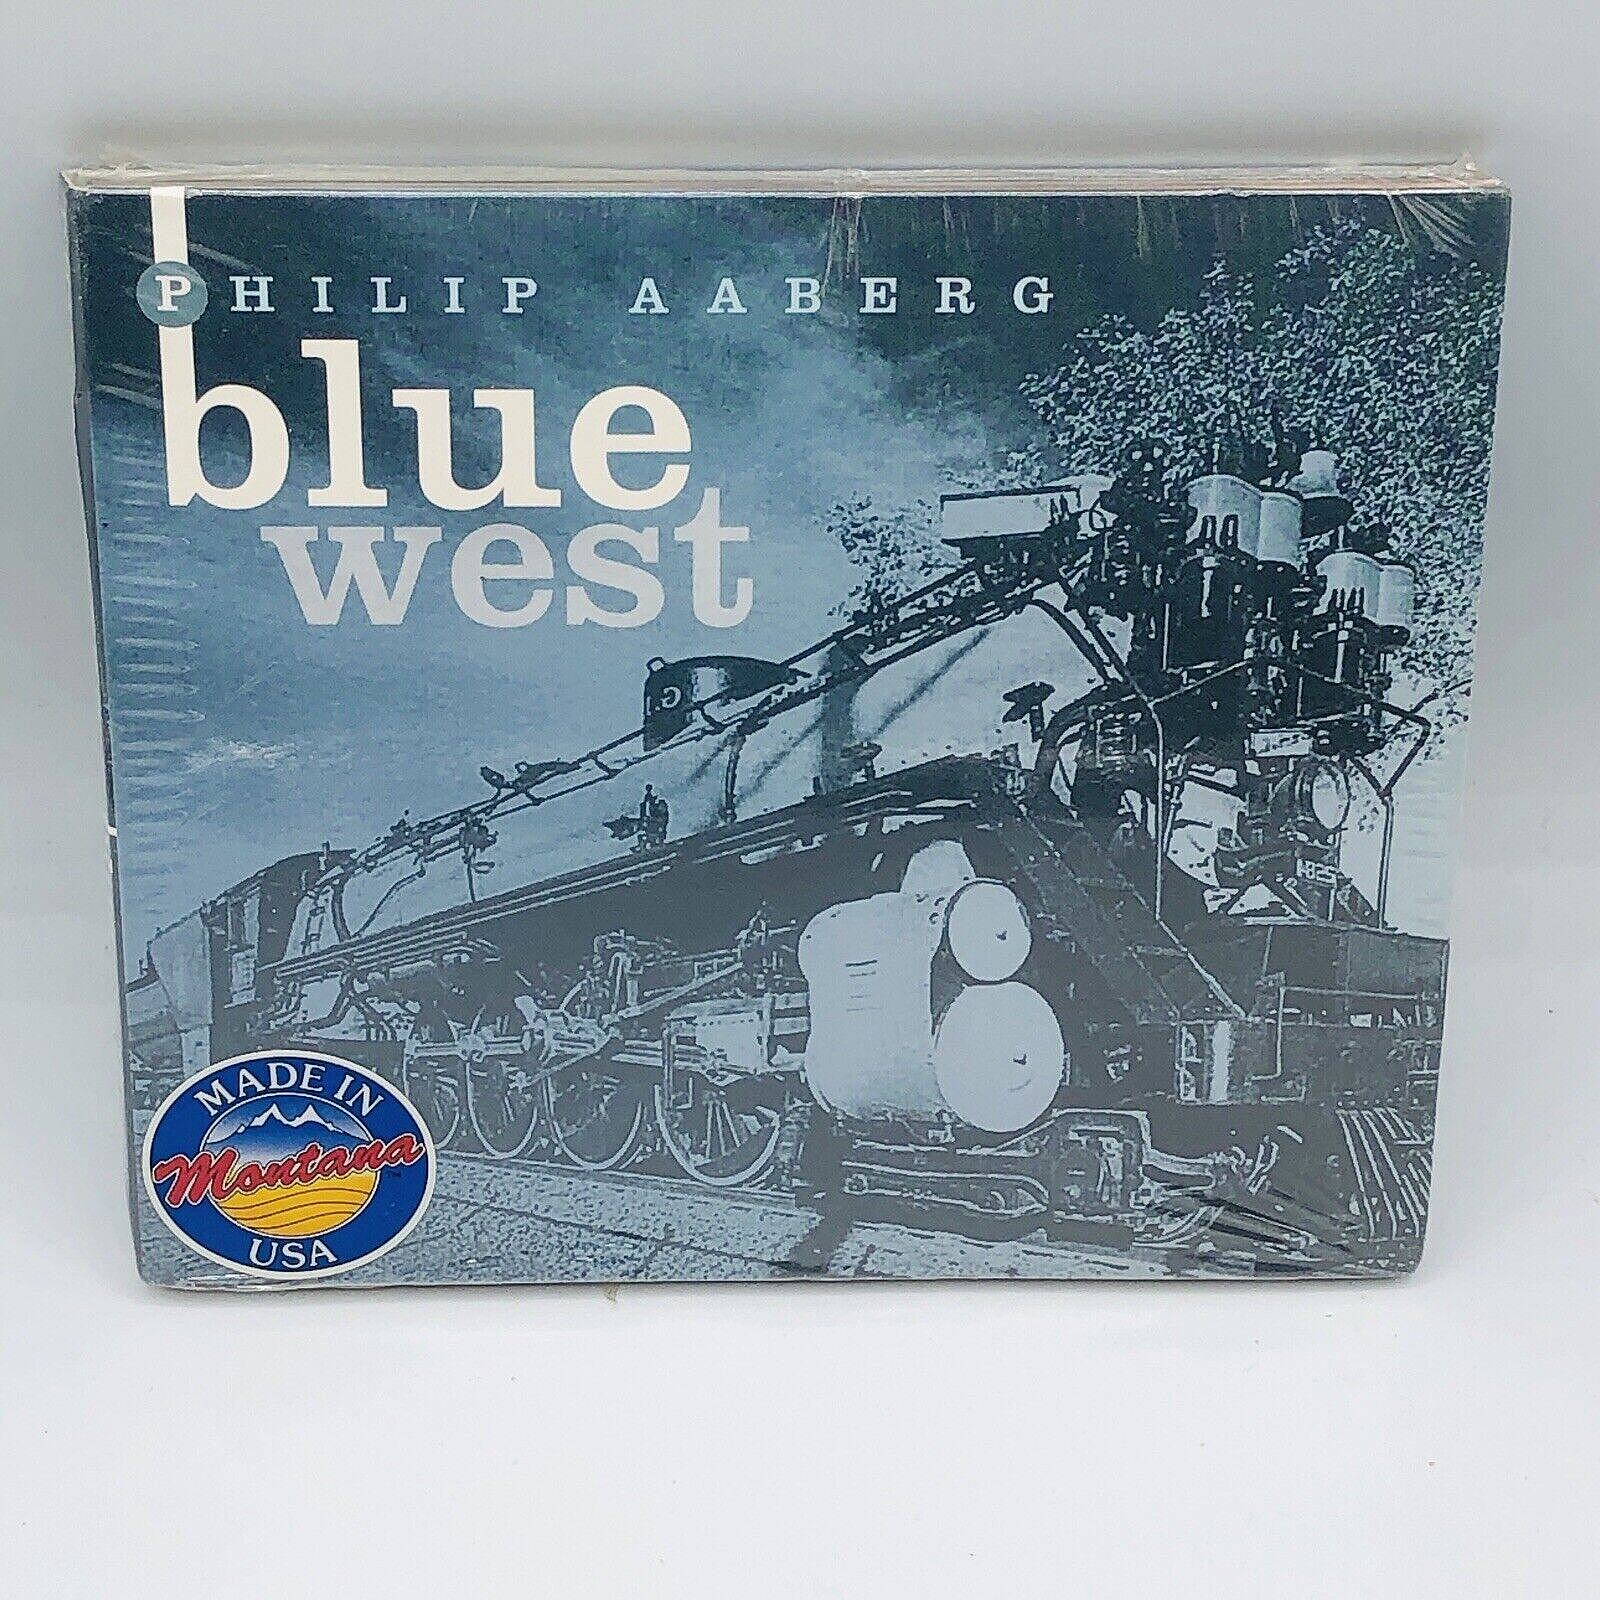 PHILIP AABERG
blue
west
MADE IN
Montana
USA